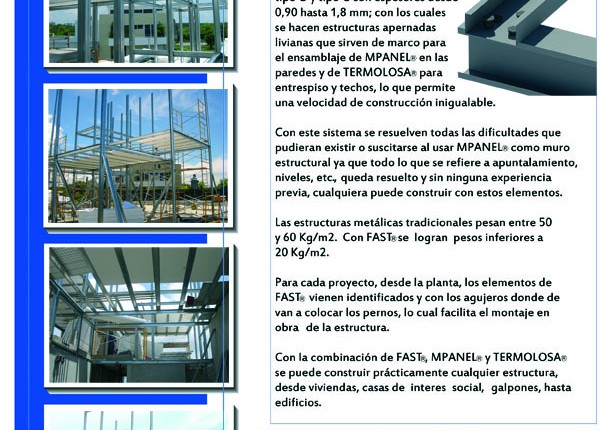 0,90 hasta 1,8 mm; con los cuales
se hacen estructuras apernadas
livianas que sirven de marco para
el ensamblaje de MPANEL® en las
paredes y de TERMOLOSA® para
entrespiso y techos, lo que permite
una velocidad de construcción inigualable.
Con este sistema se resuelven todas las dificultades que
pudieran existir o suscitarse al usar MPANEL® como muro
estructural ya que todo lo que se refiere a apuntalamiento,
niveles, etc., queda resuelto y sin ninguna experiencia
previa, cualquiera puede construir con estos elementos.
Las estructuras metálicas tradicionales pesan entre 50
y 60 Kg/m2. Con FAST® se logran pesos inferiores a
20 Kg/m2.
Para cada proyecto, desde la planta, los elementos de
FAST® vienen identificados y con los agujeros donde de
van a colocar los pernos, lo cual facilita el montaje en
obra de la estructura.
Con la combinación de FAST®, MPANEL® y TERMOLOSA®
se puede construir prácticamente cualquier estructura,
desde viviendas, casas de interes social, galpones, hasta
edificios.